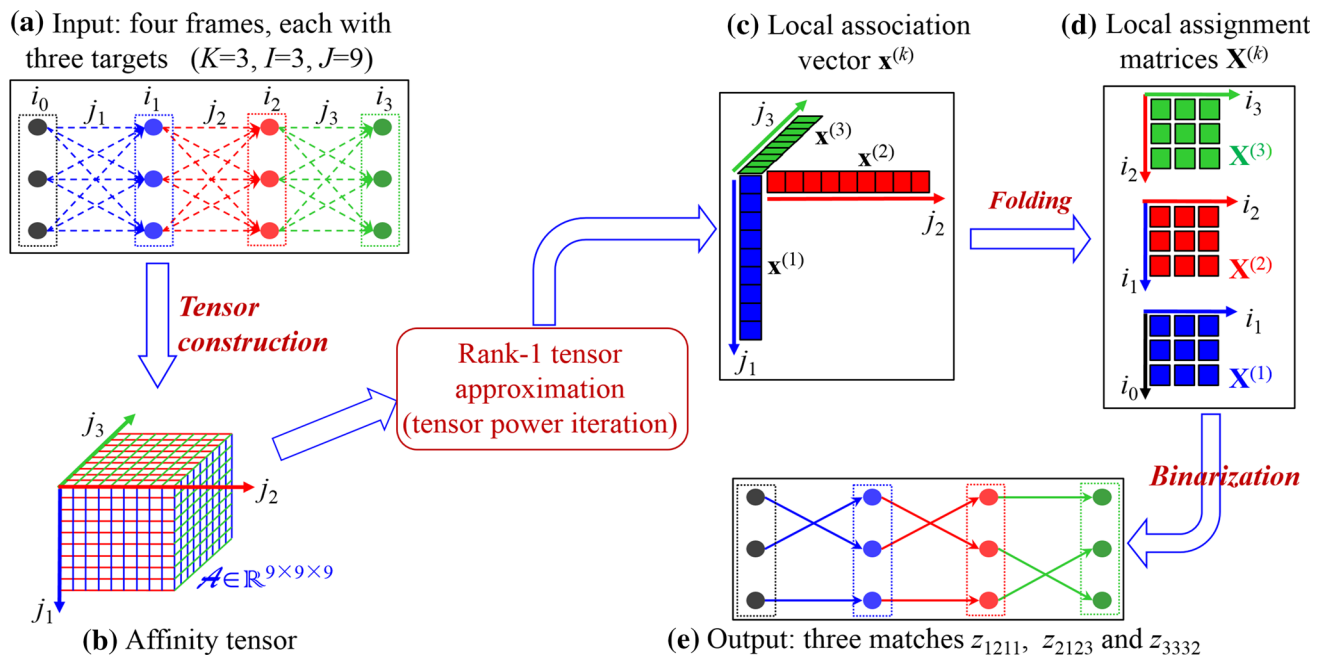 (a) Input: four frames, each with
three targets (K=3, I=3, J=9)
i₀ j₁ i₁ j₂ i₂ j₃ i₃
Tensor
construction
j₃
j₂
j₁
𝒜∈ℝ⁹ˣ⁹ˣ⁹
(b) Affinity tensor
Rank-1 tensor
approximation
(tensor power iteration)
(c) Local association
vector x⁽ᵏ⁾
j₃
x⁽³⁾
x⁽²⁾
j₂
x⁽¹⁾
j₁
Folding
(d) Local assignment
matrices X⁽ᵏ⁾
i₃
X⁽³⁾
i₂
i₂
X⁽²⁾
i₁
i₁
X⁽¹⁾
i₀
Binarization
(e) Output: three matches z₁₂₁₁, z₂₁₂₃ and z₃₃₃₂